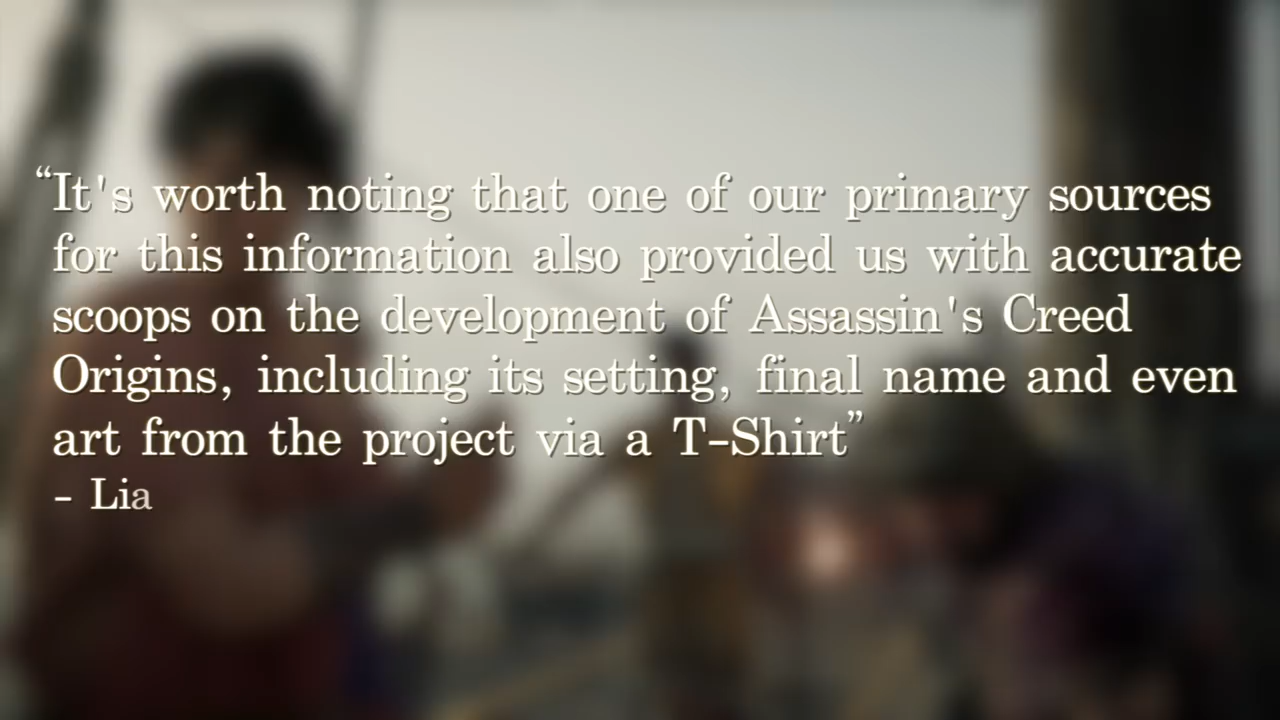 “It's worth noting that one of our primary sources
for this information also provided us with accurate
scoops on the development of Assassin's Creed
Origins, including its setting, final name and even
art from the project via a T-Shirt”
- Lia